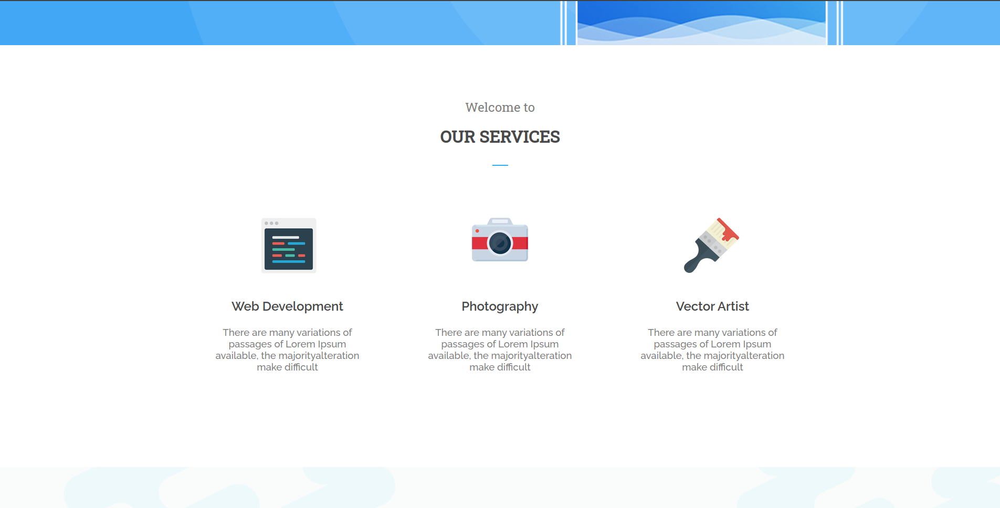 Welcome to
OUR SERVICES
Web Development
There are many variations of
passages of Lorem Ipsum
available, the majorityalteration
make difficult
Photography
There are many variations of
passages of Lorem Ipsum
available, the majorityalteration
make difficult
Vector Artist
There are many variations of
passages of Lorem Ipsum
available, the majorityalteration
make difficult